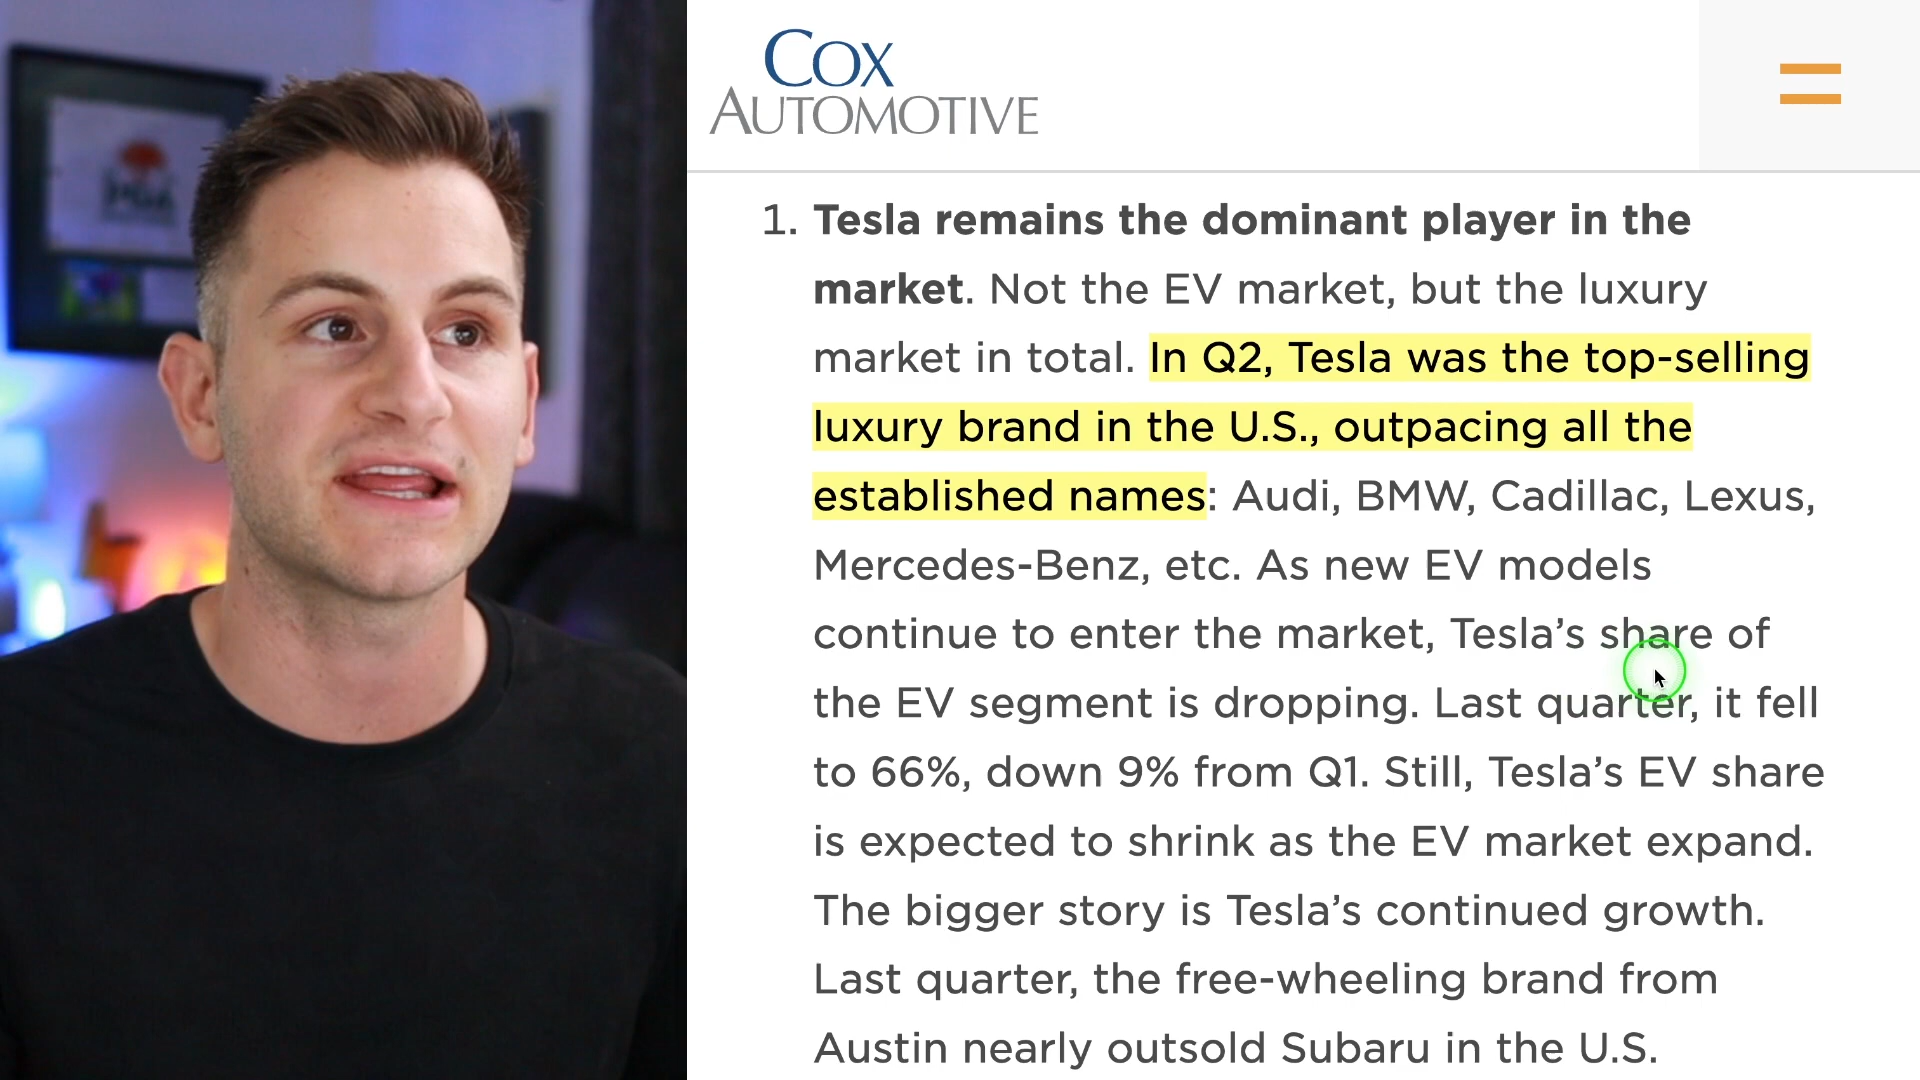 PGA
COX
AUTOMOTIVE
1. Tesla remains the dominant player in the
market. Not the EV market, but the luxury
market in total. In Q2, Tesla was the top-selling
luxury brand in the U.S., outpacing all the
established names: Audi, BMW, Cadillac, Lexus,
Mercedes-Benz, etc. As new EV models
continue to enter the market, Tesla’s share of
the EV segment is dropping. Last quarter, it fell
to 66%, down 9% from Q1. Still, Tesla’s EV share
is expected to shrink as the EV market expand.
The bigger story is Tesla’s continued growth.
Last quarter, the free-wheeling brand from
Austin nearly outsold Subaru in the U.S.